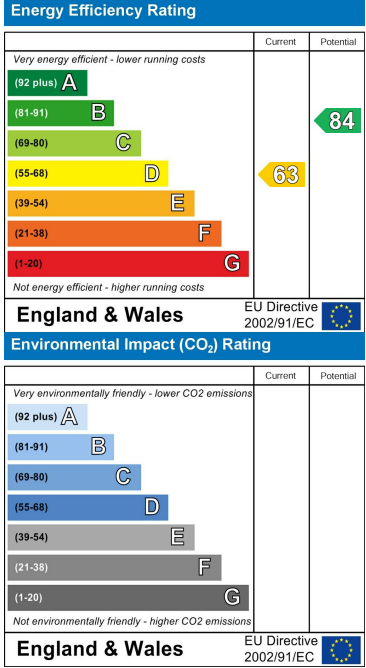 Energy Efficiency Rating
Current Potential
Very energy efficient - lower running costs
(92 plus) A
(81-91) B
84
(69-80) C
(55-68) D
63
(39-54) E
(21-38) F
(1-20) G
Not energy efficient - higher running costs
England & Wales
EU Directive
2002/91/EC
Environmental Impact (CO₂) Rating
Current Potential
Very environmentally friendly - lower CO2 emissions
(92 plus) A
(81-91) B
(69-80) C
(55-68) D
(39-54) E
(21-38) F
(1-20) G
Not environmentally friendly - higher CO2 emissions
England & Wales
EU Directive
2002/91/EC